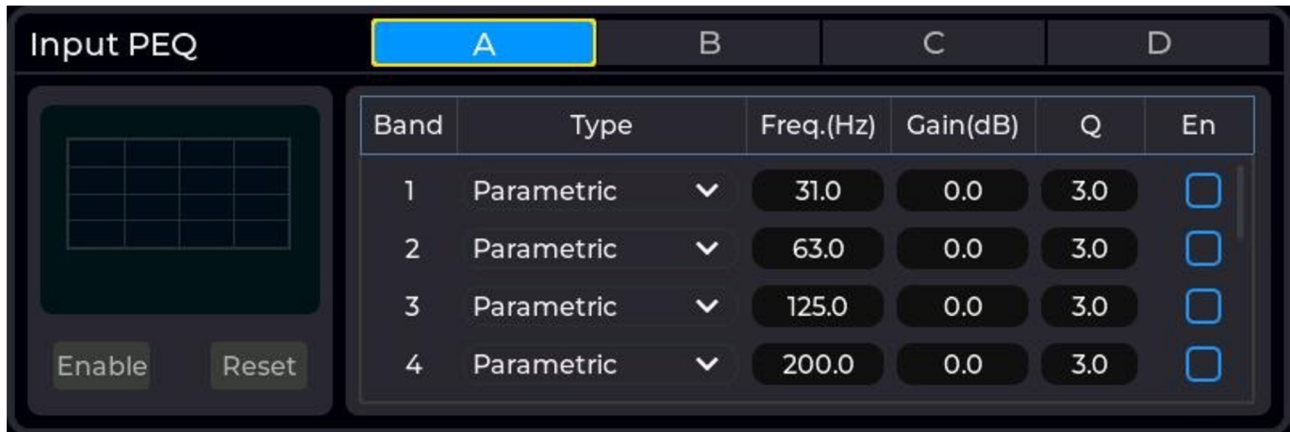 Input PEQ A B C D
Band Type Freq.(Hz) Gain(dB) Q En
1 Parametric 31.0 0.0 3.0
2 Parametric 63.0 0.0 3.0
3 Parametric 125.0 0.0 3.0
4 Parametric 200.0 0.0 3.0
Enable Reset